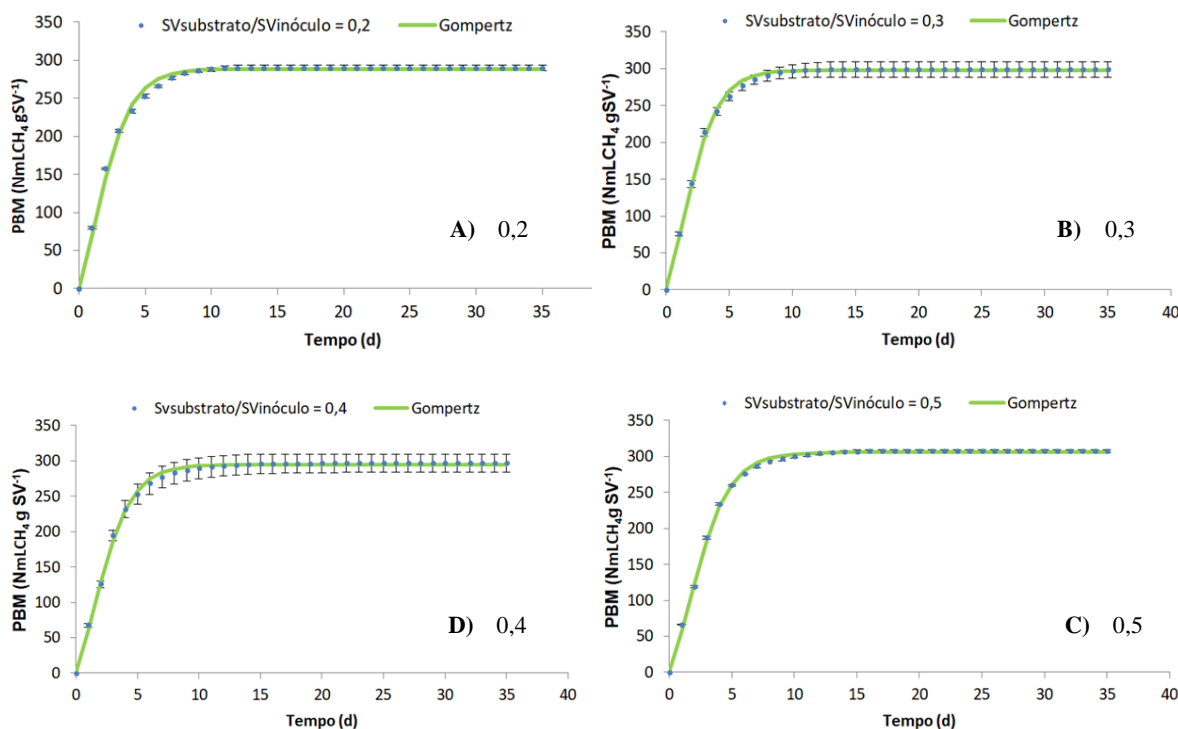 SVsubstrato/SVinóculo = 0,2 Gompertz
PBM (NmLCH₄ gSV⁻¹)
350
300
250
200
150
100
50
0
0 5 10 15 20 25 30 35
Tempo (d)
A) 0,2
SVsubstrato/SVinóculo = 0,3 Gompertz
PBM (NmLCH₄ gSV⁻¹)
350
300
250
200
150
100
50
0
0 5 10 15 20 25 30 35 40
Tempo (d)
B) 0,3
Svsubstrato/SVinóculo = 0,4 Gompertz
PBM (NmLCH₄ g SV⁻¹)
350
300
250
200
150
100
50
0
0 5 10 15 20 25 30 35 40
Tempo (d)
D) 0,4
SVsubstrato/SVinóculo = 0,5 Gompertz
PBM (NmLCH₄g SV⁻¹)
350
300
250
200
150
100
50
0
0 5 10 15 20 25 30 35 40
Tempo (d)
C) 0,5